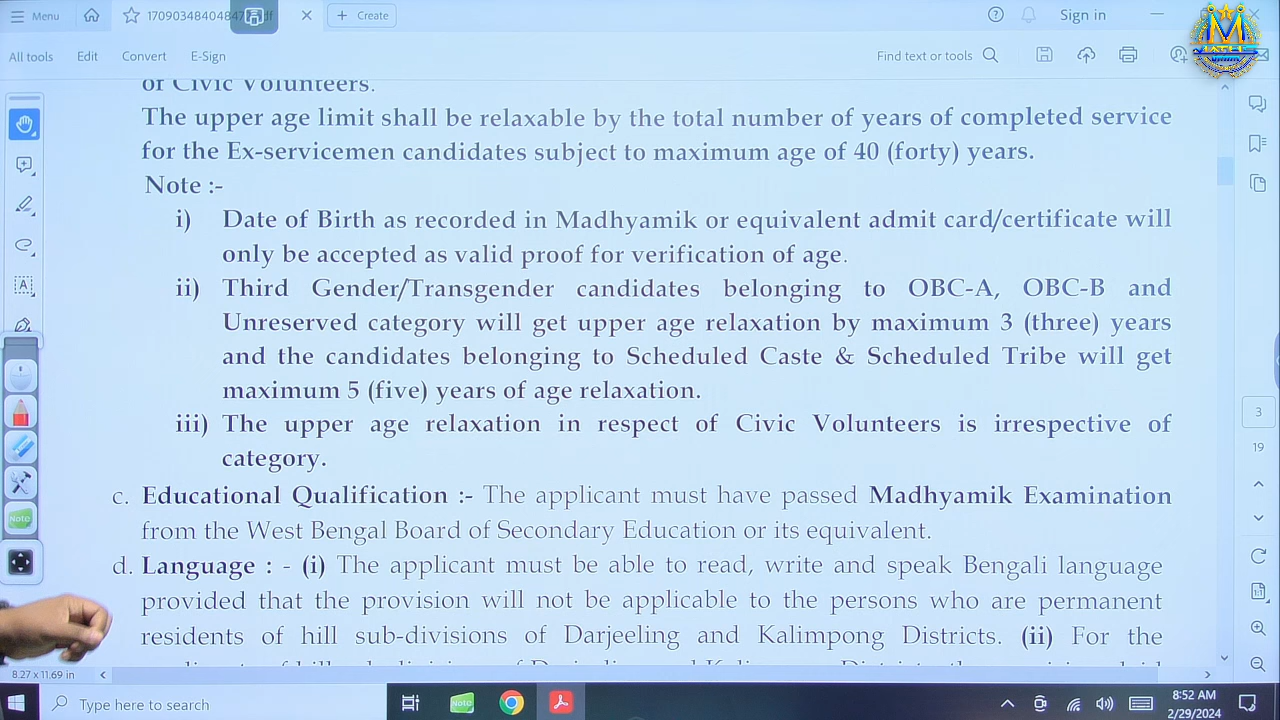 Menu
17090348404847
df
Create
Sign in
All tools
Edit
Convert
E-Sign
Find text or tools
of Civic Volunteers.
The upper age limit shall be relaxable by the total number of years of completed service
for the Ex-servicemen candidates subject to maximum age of 40 (forty) years.
Note :-
i) Date of Birth as recorded in Madhyamik or equivalent admit card/certificate will
only be accepted as valid proof for verification of age.
ii) Third Gender/Transgender candidates belonging to OBC-A, OBC-B and
Unreserved category will get upper age relaxation by maximum 3 (three) years
and the candidates belonging to Scheduled Caste & Scheduled Tribe will get
maximum 5 (five) years of age relaxation.
iii) The upper age relaxation in respect of Civic Volunteers is irrespective of
category.
c. Educational Qualification :- The applicant must have passed Madhyamik Examination
from the West Bengal Board of Secondary Education or its equivalent.
d. Language : - (i) The applicant must be able to read, write and speak Bengali language
provided that the provision will not be applicable to the persons who are permanent
residents of hill sub-divisions of Darjeeling and Kalimpong Districts. (ii) For the
3
19
Note
8.27 x 11.69 in
Type here to search
Note
8:52 AM
2/29/2024